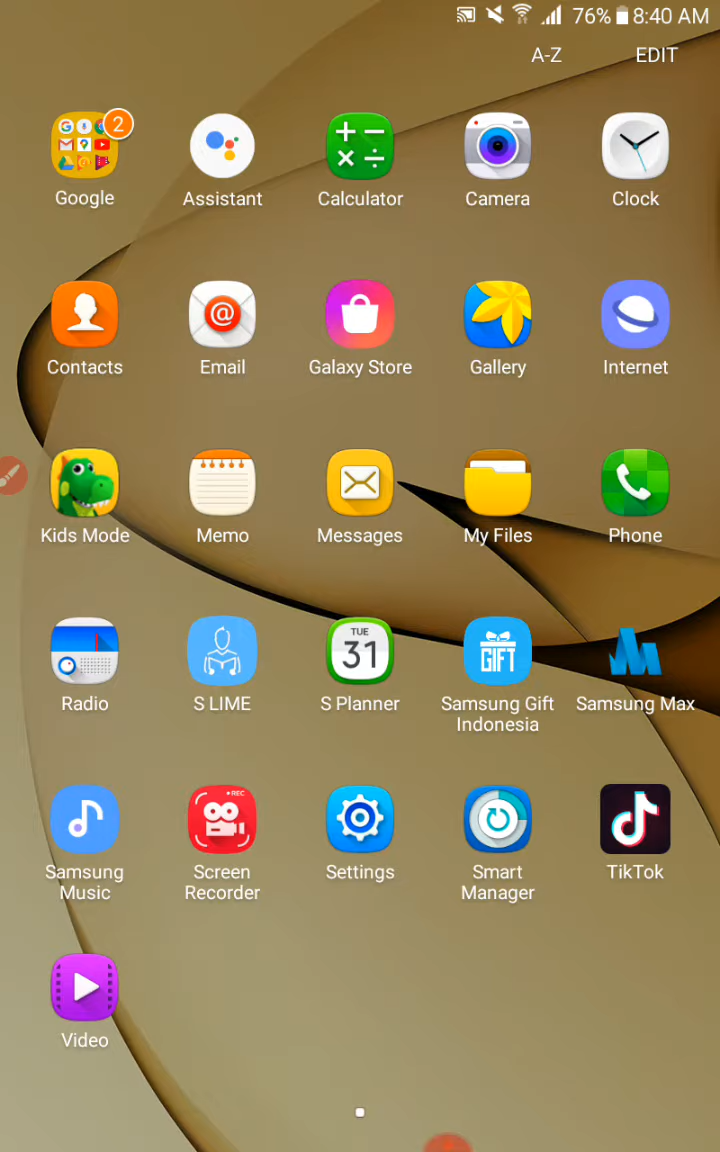 76% 8:40 AM
A-Z EDIT
2
Google Assistant Calculator Camera Clock
@
Contacts Email Galaxy Store Gallery Internet
Kids Mode Memo Messages My Files Phone
TUE
31
GIFT
Radio S LIME S Planner Samsung Gift Indonesia Samsung Max
REC
Samsung Music Screen Recorder Settings Smart Manager TikTok
Video